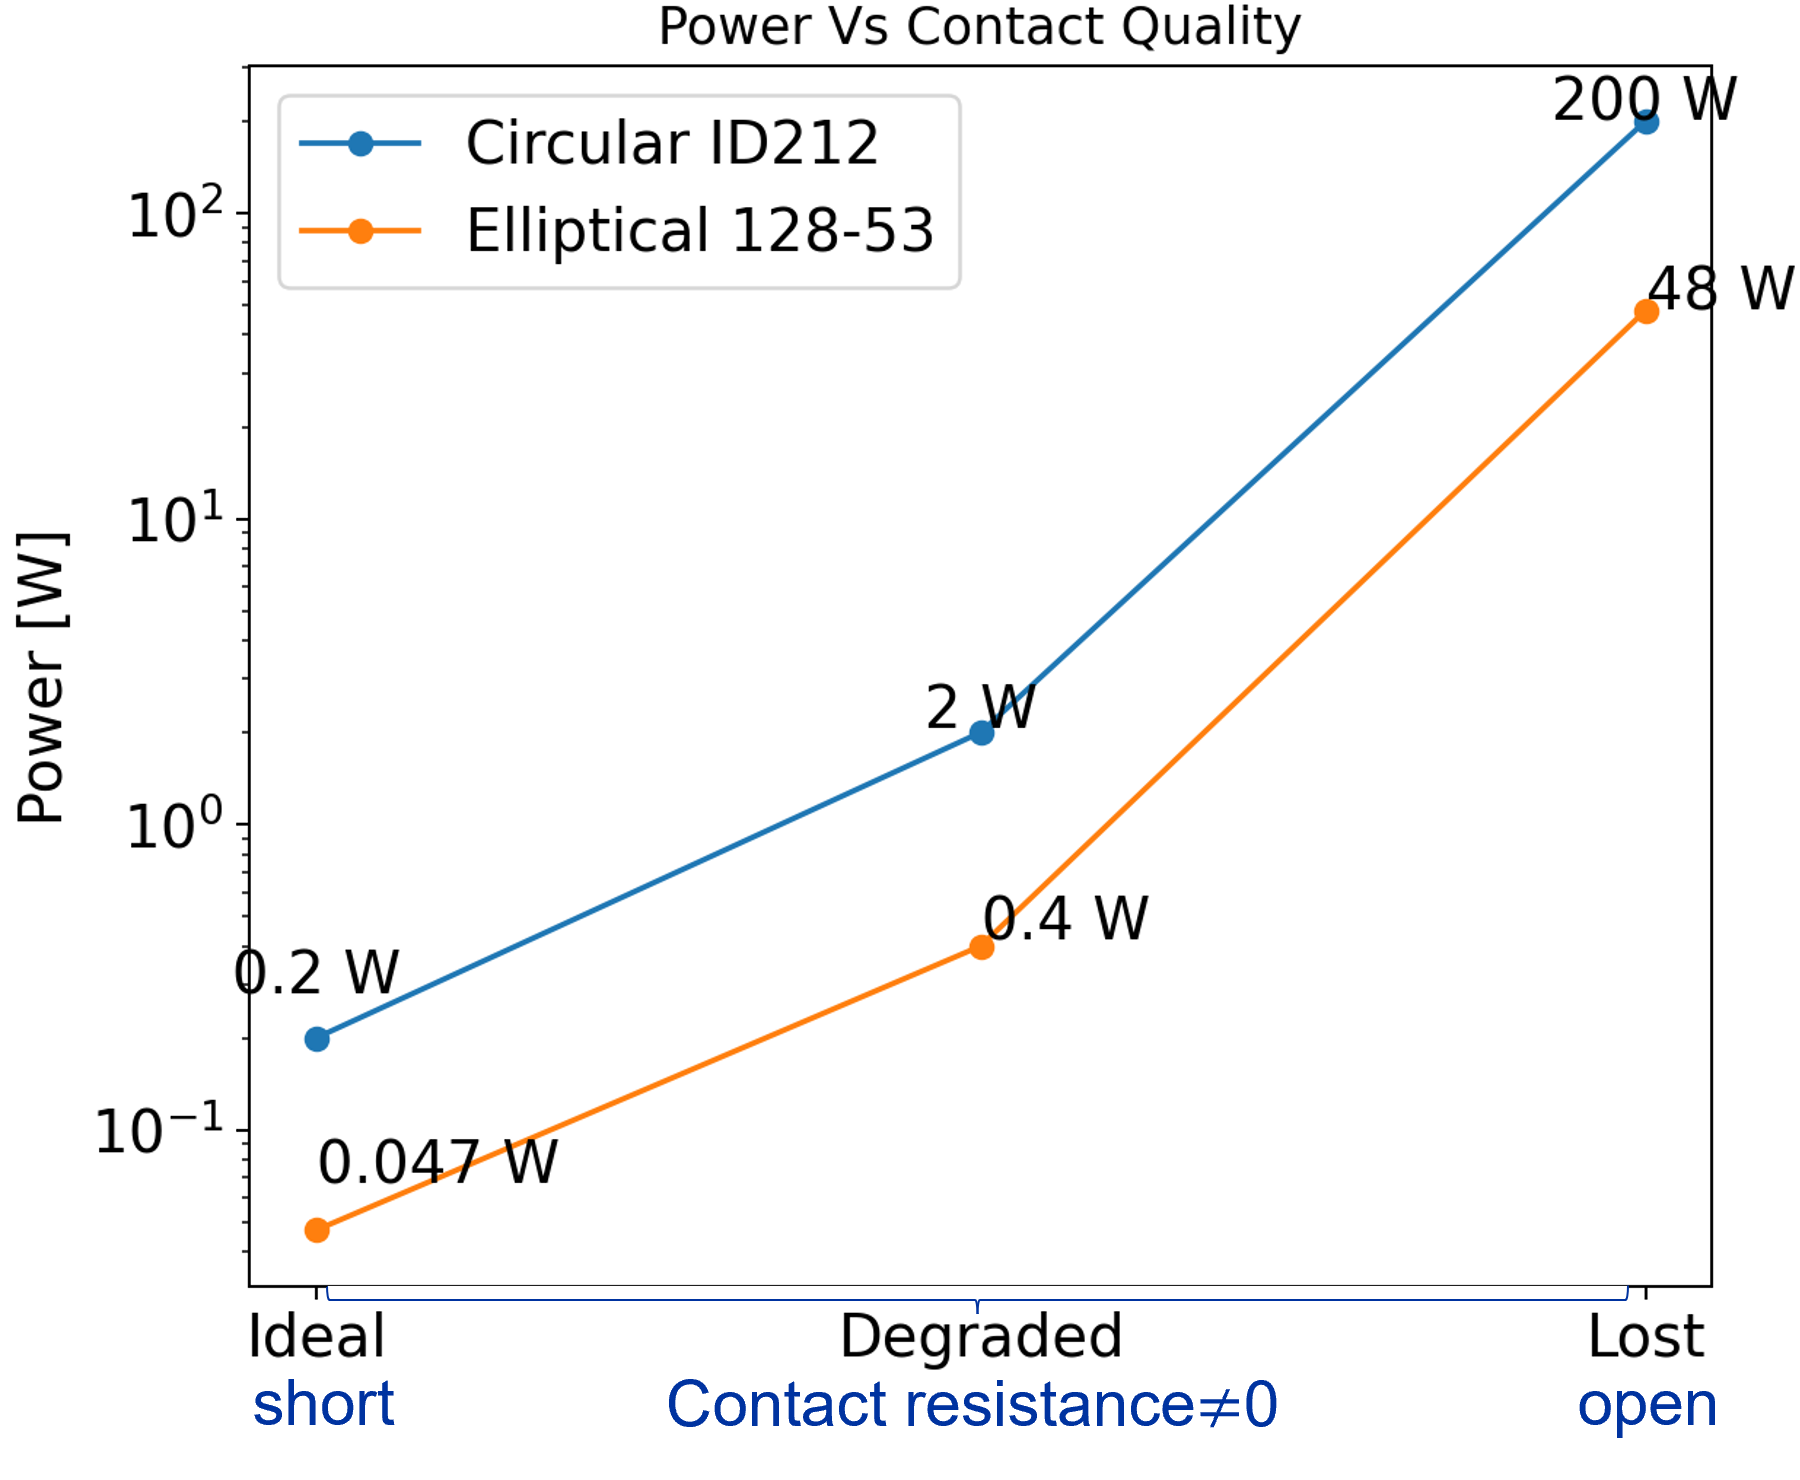 Power Vs Contact Quality
Circular ID212
Elliptical 128-53
Power [W]
10²
10¹
10⁰
10⁻¹
200 W
48 W
2 W
0.4 W
0.2 W
0.047 W
Ideal Degraded Lost
short Contact resistance≠0 open